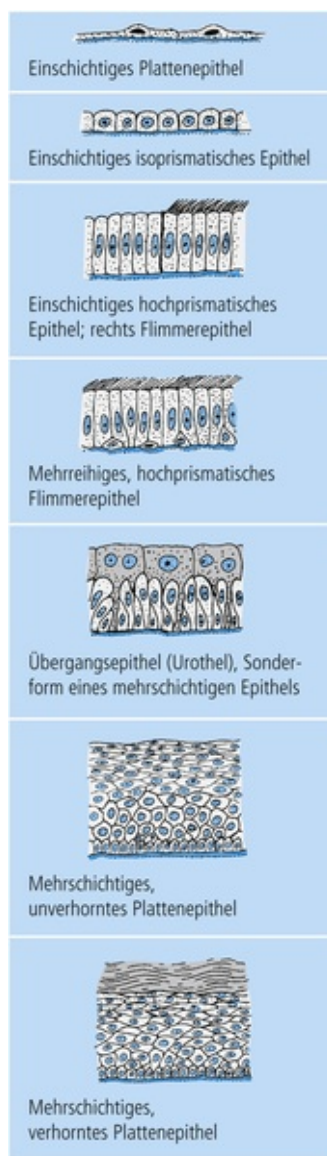 Einschichtiges Plattenepithel
Einschichtiges isoprismatisches Epithel
Einschichtiges hochprismatisches
Epithel; rechts Flimmerepithel
Mehrreihiges, hochprismatisches
Flimmerepithel
Übergangsepithel (Urothel), Sonder-
form eines mehrschichtigen Epithels
Mehrschichtiges,
unverhorntes Plattenepithel
Mehrschichtiges,
verhorntes Plattenepithel